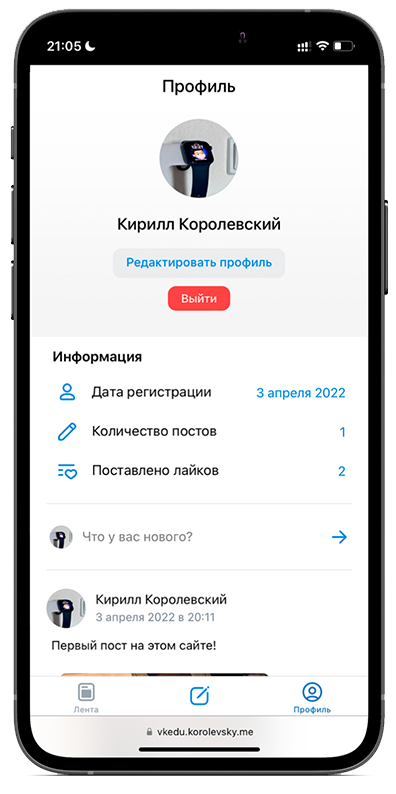 21:05
Профиль
Кирилл Королевский
Редактировать профиль
Выйти
Информация
Дата регистрации 3 апреля 2022
Количество постов 1
Поставлено лайков 2
Что у вас нового?
Кирилл Королевский
3 апреля 2022 в 20:11
Первый пост на этом сайте!
Лента
Профиль
vkedu.korolevsky.me